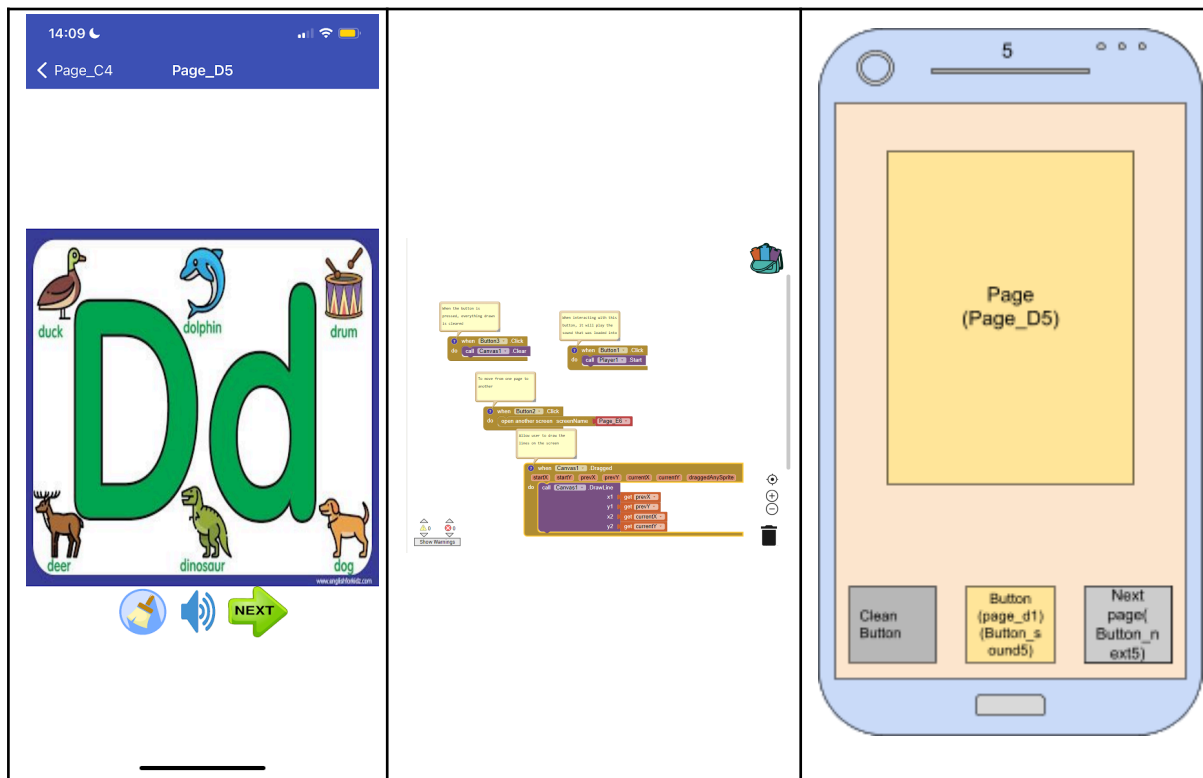 14:09
Page_C4
Page_D5
duck
dolphin
drum
Dd
deer
dinosaur
dog
www.englishforkidz.com
NEXT
When the button is
pressed, everything drawn
is cleared
when Button3 .Click
do call Canvas1 .Clear
When interacting with this
button, it will play the
sound that was loaded into
when Button1 .Click
do call Player1 .Start
To move from one page to
another
when Button2 .Click
do open another screen screenName Page_E6
Allow user to draw the
lines on the screen
when Canvas1 .Dragged
startX startY prevX prevY currentX currentY draggedAnySprite
do call Canvas1 .DrawLine
x1 get prevX
y1 get prevY
x2 get currentX
y2 get currentY
0 0
Show Warnings
5
Page
(Page_D5)
Clean
Button
Button
(page_d1)
(Button_s
ound5)
Next
page(
Button_n
ext5)